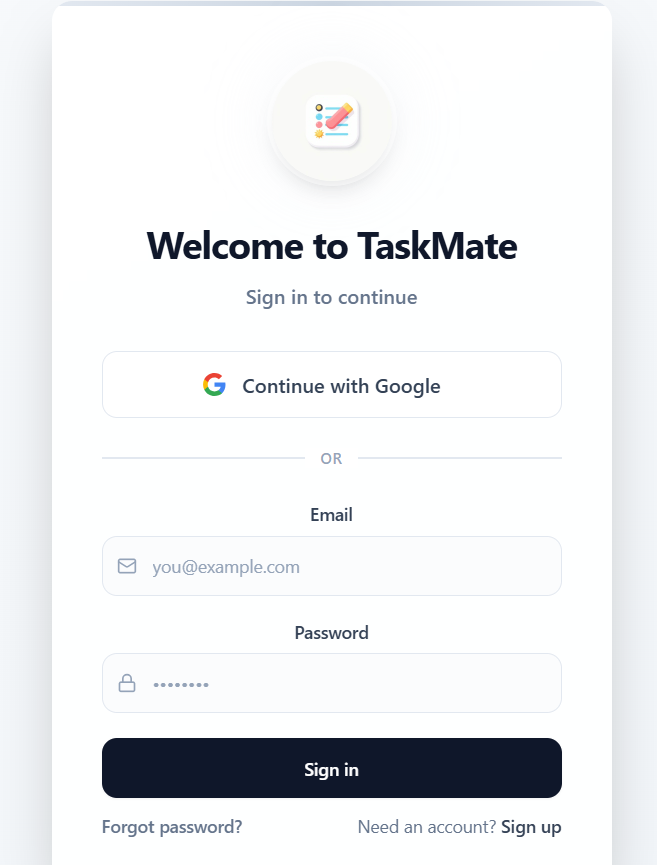 Welcome to TaskMate
Sign in to continue
Continue with Google
OR
Email
you@example.com
Password
••••••••
Sign in
Forgot password? Need an account? Sign up